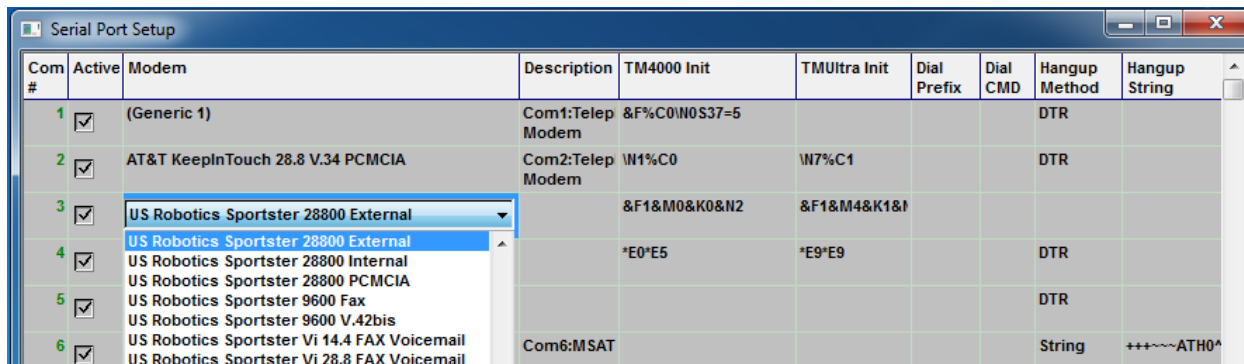 Serial Port Setup
Com # Active Modem Description TM4000 Init TMUltra Init Dial Prefix Dial CMD Hangup Method Hangup String
1 (Generic 1) Com1:Telep Modem &F%C0\N0S37=5 DTR
2 AT&T KeepInTouch 28.8 V.34 PCMCIA Com2:Telep Modem \N1%C0 \N7%C1 DTR
3 US Robotics Sportster 28800 External &F1&M0&K0&N2 &F1&M4&K1&N
US Robotics Sportster 28800 External
4 US Robotics Sportster 28800 Internal *E0*E5 *E9*E9 DTR
US Robotics Sportster 28800 PCMCIA
5 US Robotics Sportster 9600 Fax DTR
US Robotics Sportster 9600 V.42bis
6 US Robotics Sportster Vi 14.4 FAX Voicemail Com6:MSAT String +++~~~ATH0^
US Robotics Sportster Vi 28.8 FAX Voicemail